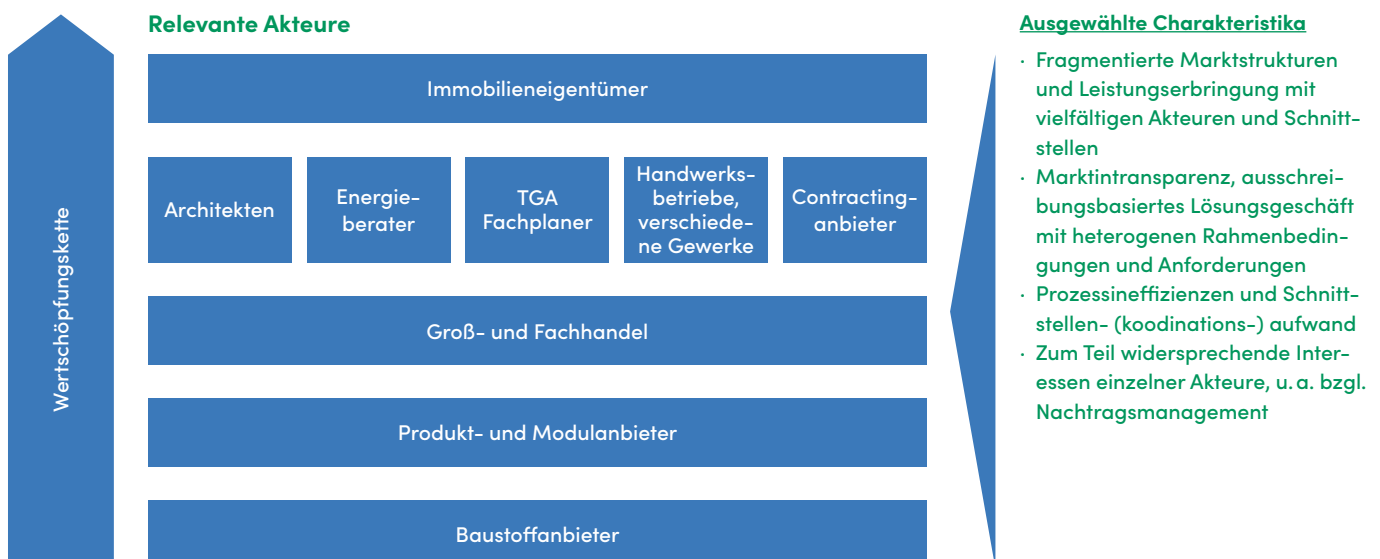 Wertschöpfungskette
Relevante Akteure
Immobilieneigentümer
Architekten
Energie-
berater
TGA
Fachplaner
Handwerks-
betriebe,
verschiede-
ne Gewerke
Contracting-
anbieter
Groß- und Fachhandel
Produkt- und Modulanbieter
Baustoffanbieter
Ausgewählte Charakteristika
· Fragmentierte Marktstrukturen
und Leistungserbringung mit
vielfältigen Akteuren und Schnitt-
stellen
· Marktintransparenz, ausschrei-
bungsbasiertes Lösungsgeschäft
mit heterogenen Rahmenbedin-
gungen und Anforderungen
· Prozessineffizienzen und Schnitt-
stellen- (koodinations-) aufwand
· Zum Teil widersprechende Inter-
essen einzelner Akteure, u. a. bzgl.
Nachtragsmanagement